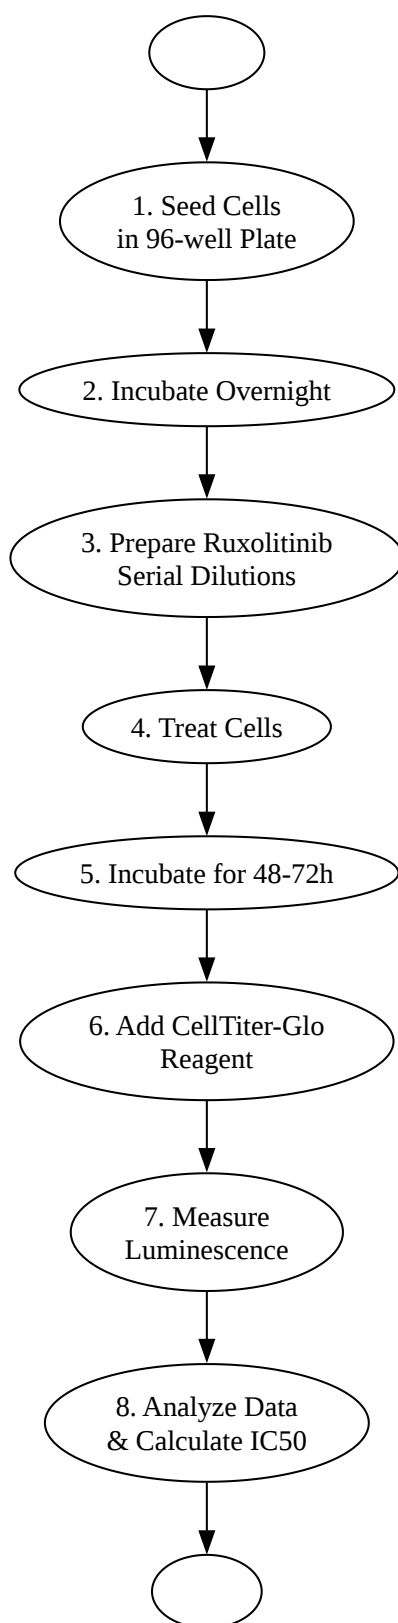 1. Seed Cells
in 96-well Plate
2. Incubate Overnight
3. Prepare Ruxolitinib
Serial Dilutions
4. Treat Cells
5. Incubate for 48-72h
6. Add CellTiter-Glo
Reagent
7. Measure
Luminescence
8. Analyze Data
& Calculate IC50